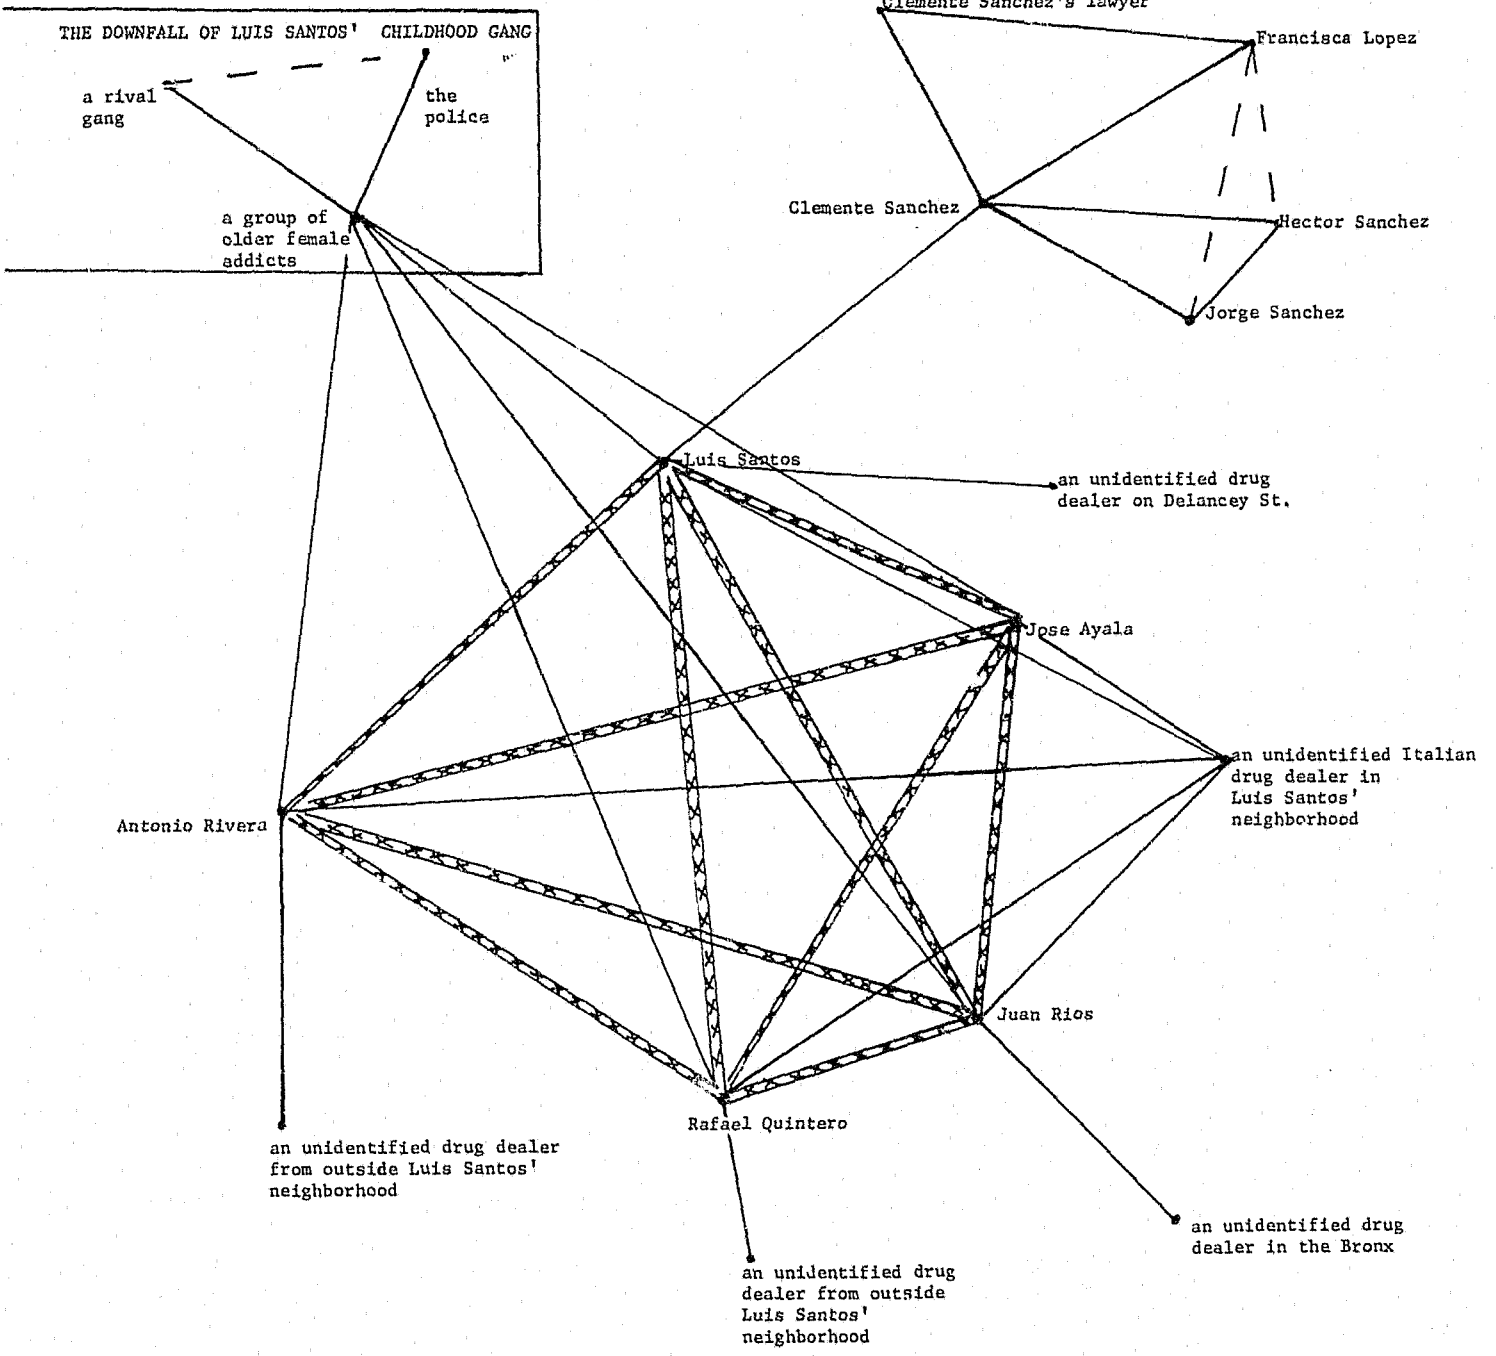 Clemente Sanchez's lawyer
THE DOWNFALL OF LUIS SANTOS' CHILDHOOD GANG
Francisca Lopez
a rival
gang
the
police
a group of
older female
addicts
Clemente Sanchez
Hector Sanchez
Jorge Sanchez
Luis Santos
an unidentified drug
dealer on Delancey St.
Jose Ayala
an unidentified Italian
drug dealer in
Luis Santos'
neighborhood
Antonio Rivera
Juan Rios
Rafael Quintero
an unidentified drug dealer
from outside Luis Santos'
neighborhood
an unidentified drug
dealer in the Bronx
an unidentified drug
dealer from outside
Luis Santos'
neighborhood